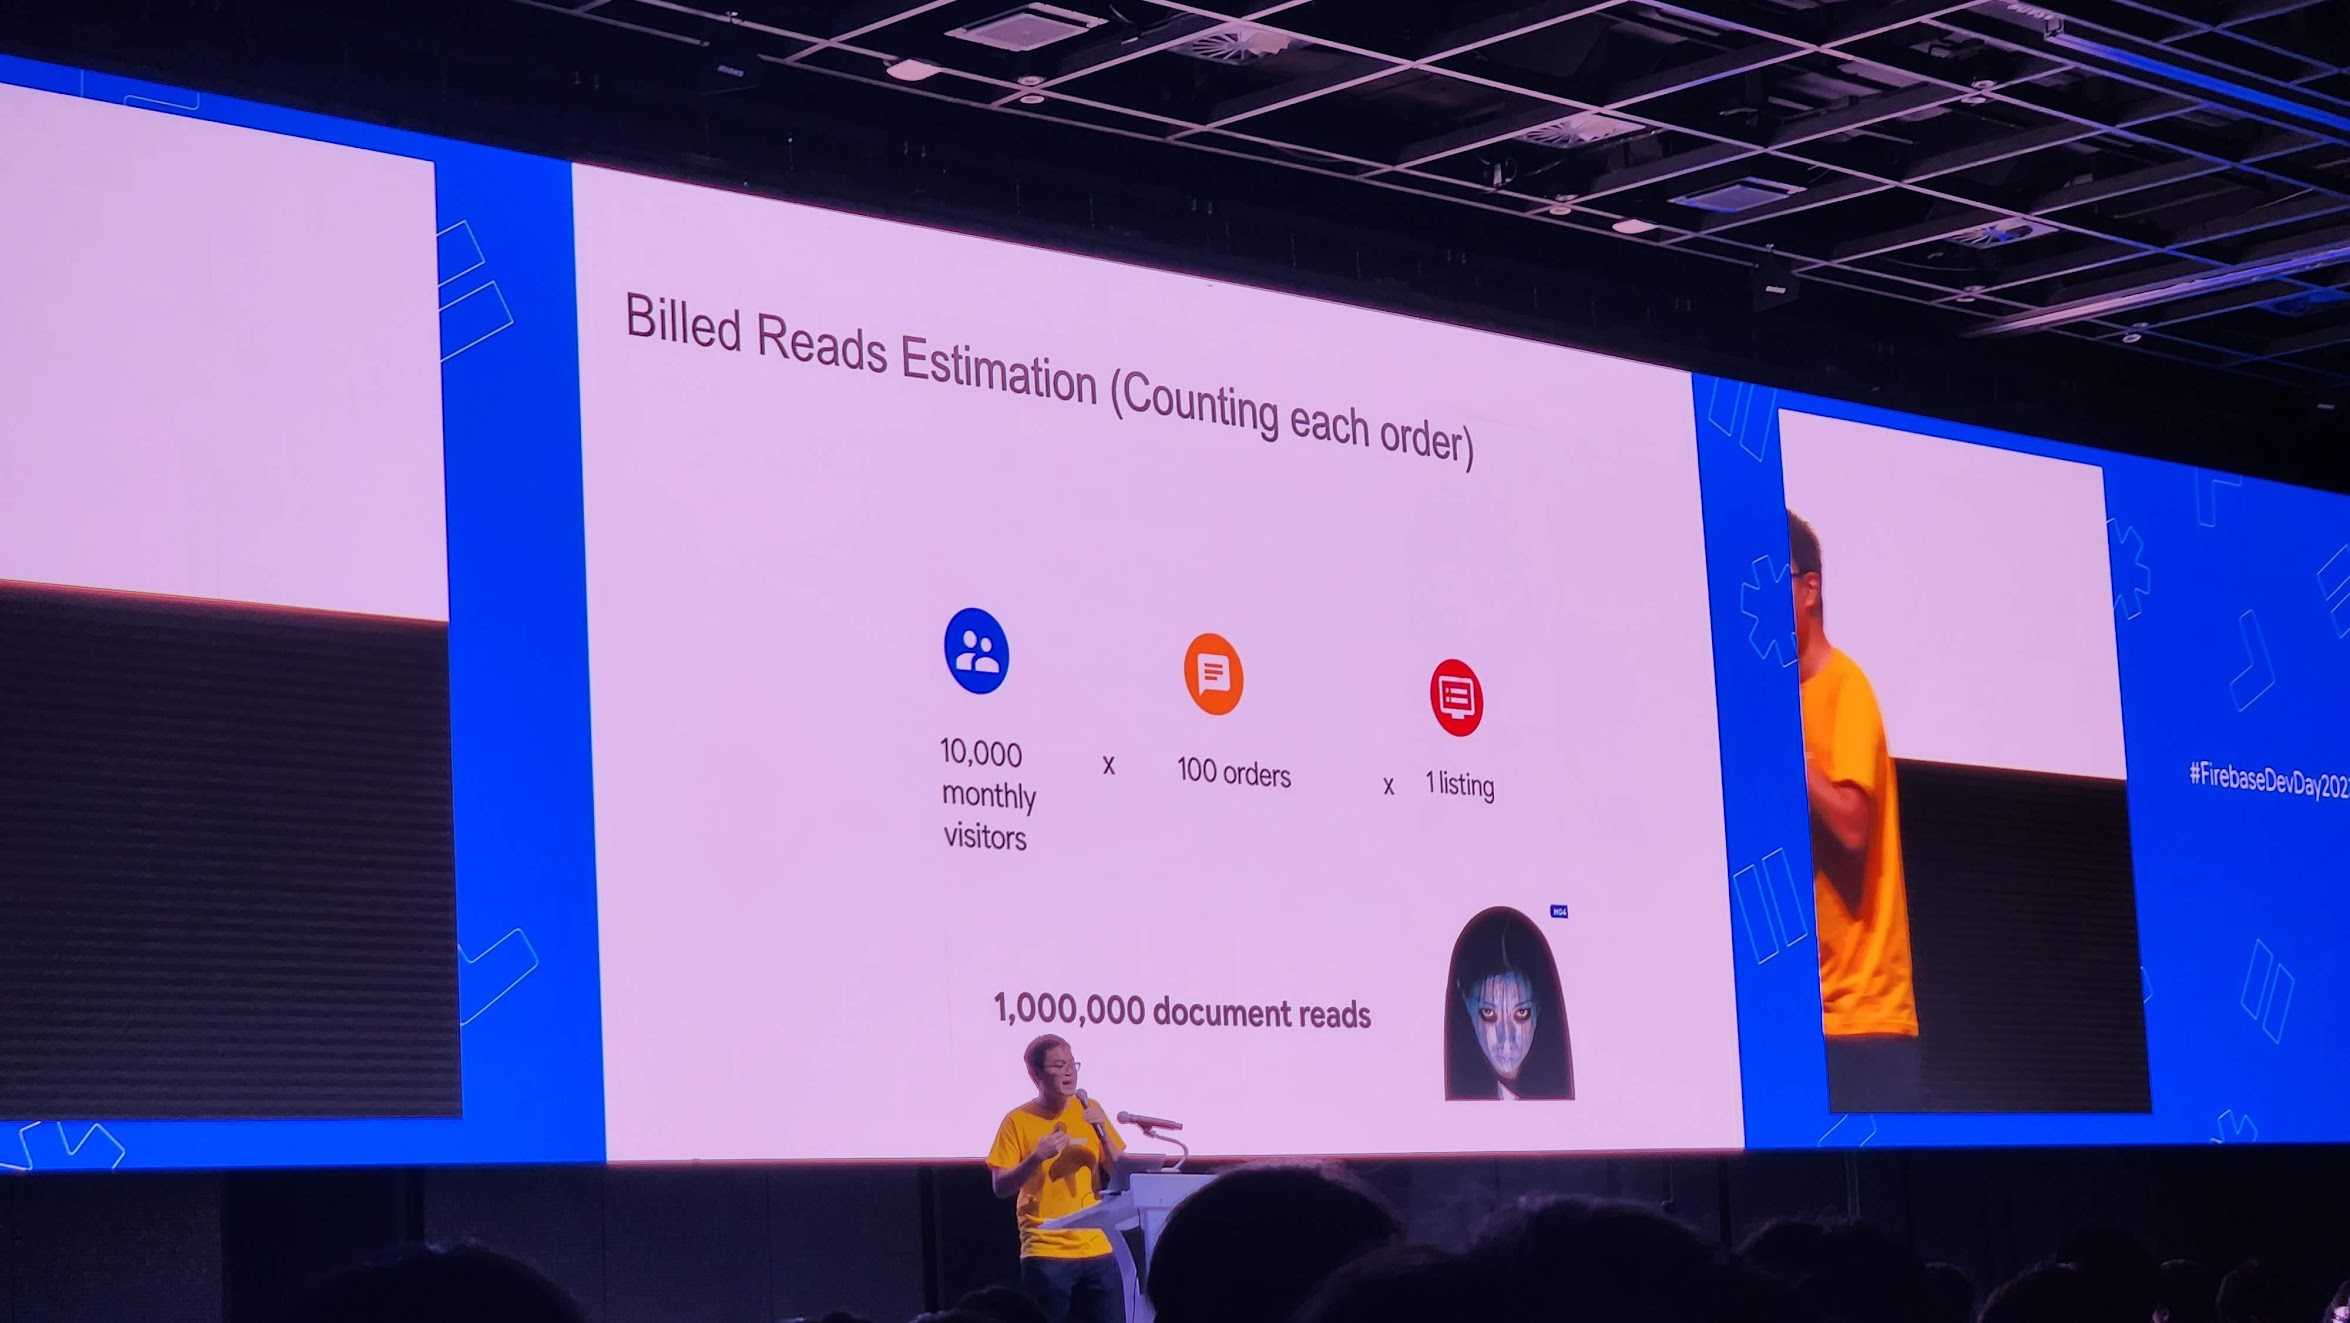 Billed Reads Estimation (Counting each order)
10,000
monthly
visitors
x
100 orders
x
1 listing
1,000,000 document reads
#FirebaseDevDay202